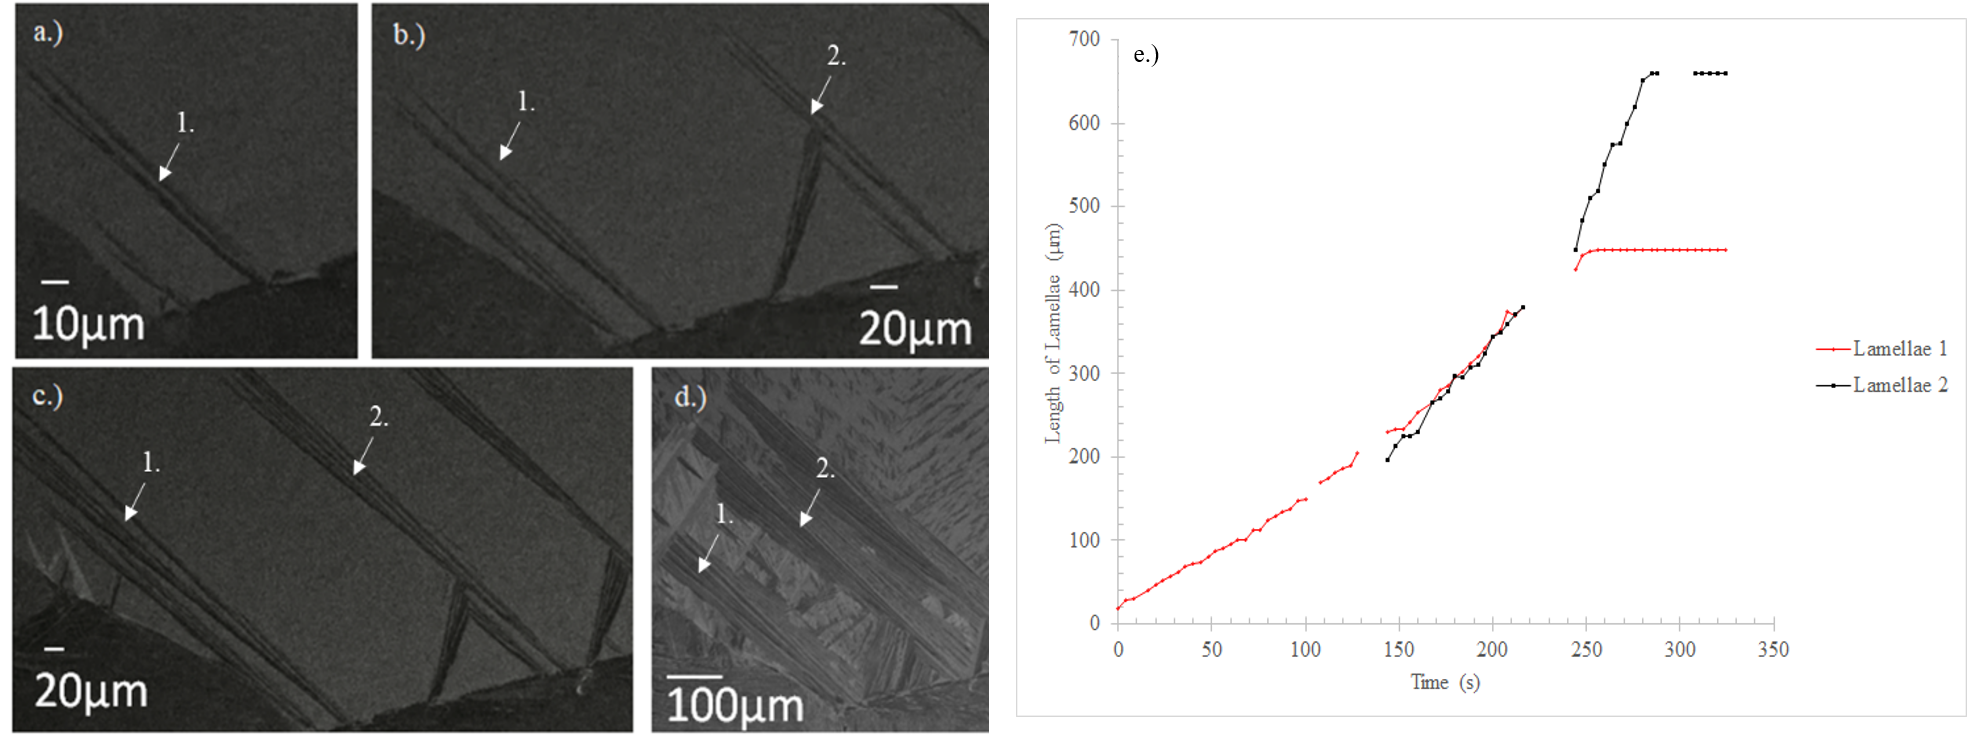 a.)
1.
10μm
b.)
1.
2.
20μm
c.)
1.
2.
20μm
d.)
1.
2.
100μm
e.)
700
600
500
400
300
200
100
0
Length of Lamellae (μm)
0 50 100 150 200 250 300 350
Time (s)
Lamellae 1
Lamellae 2